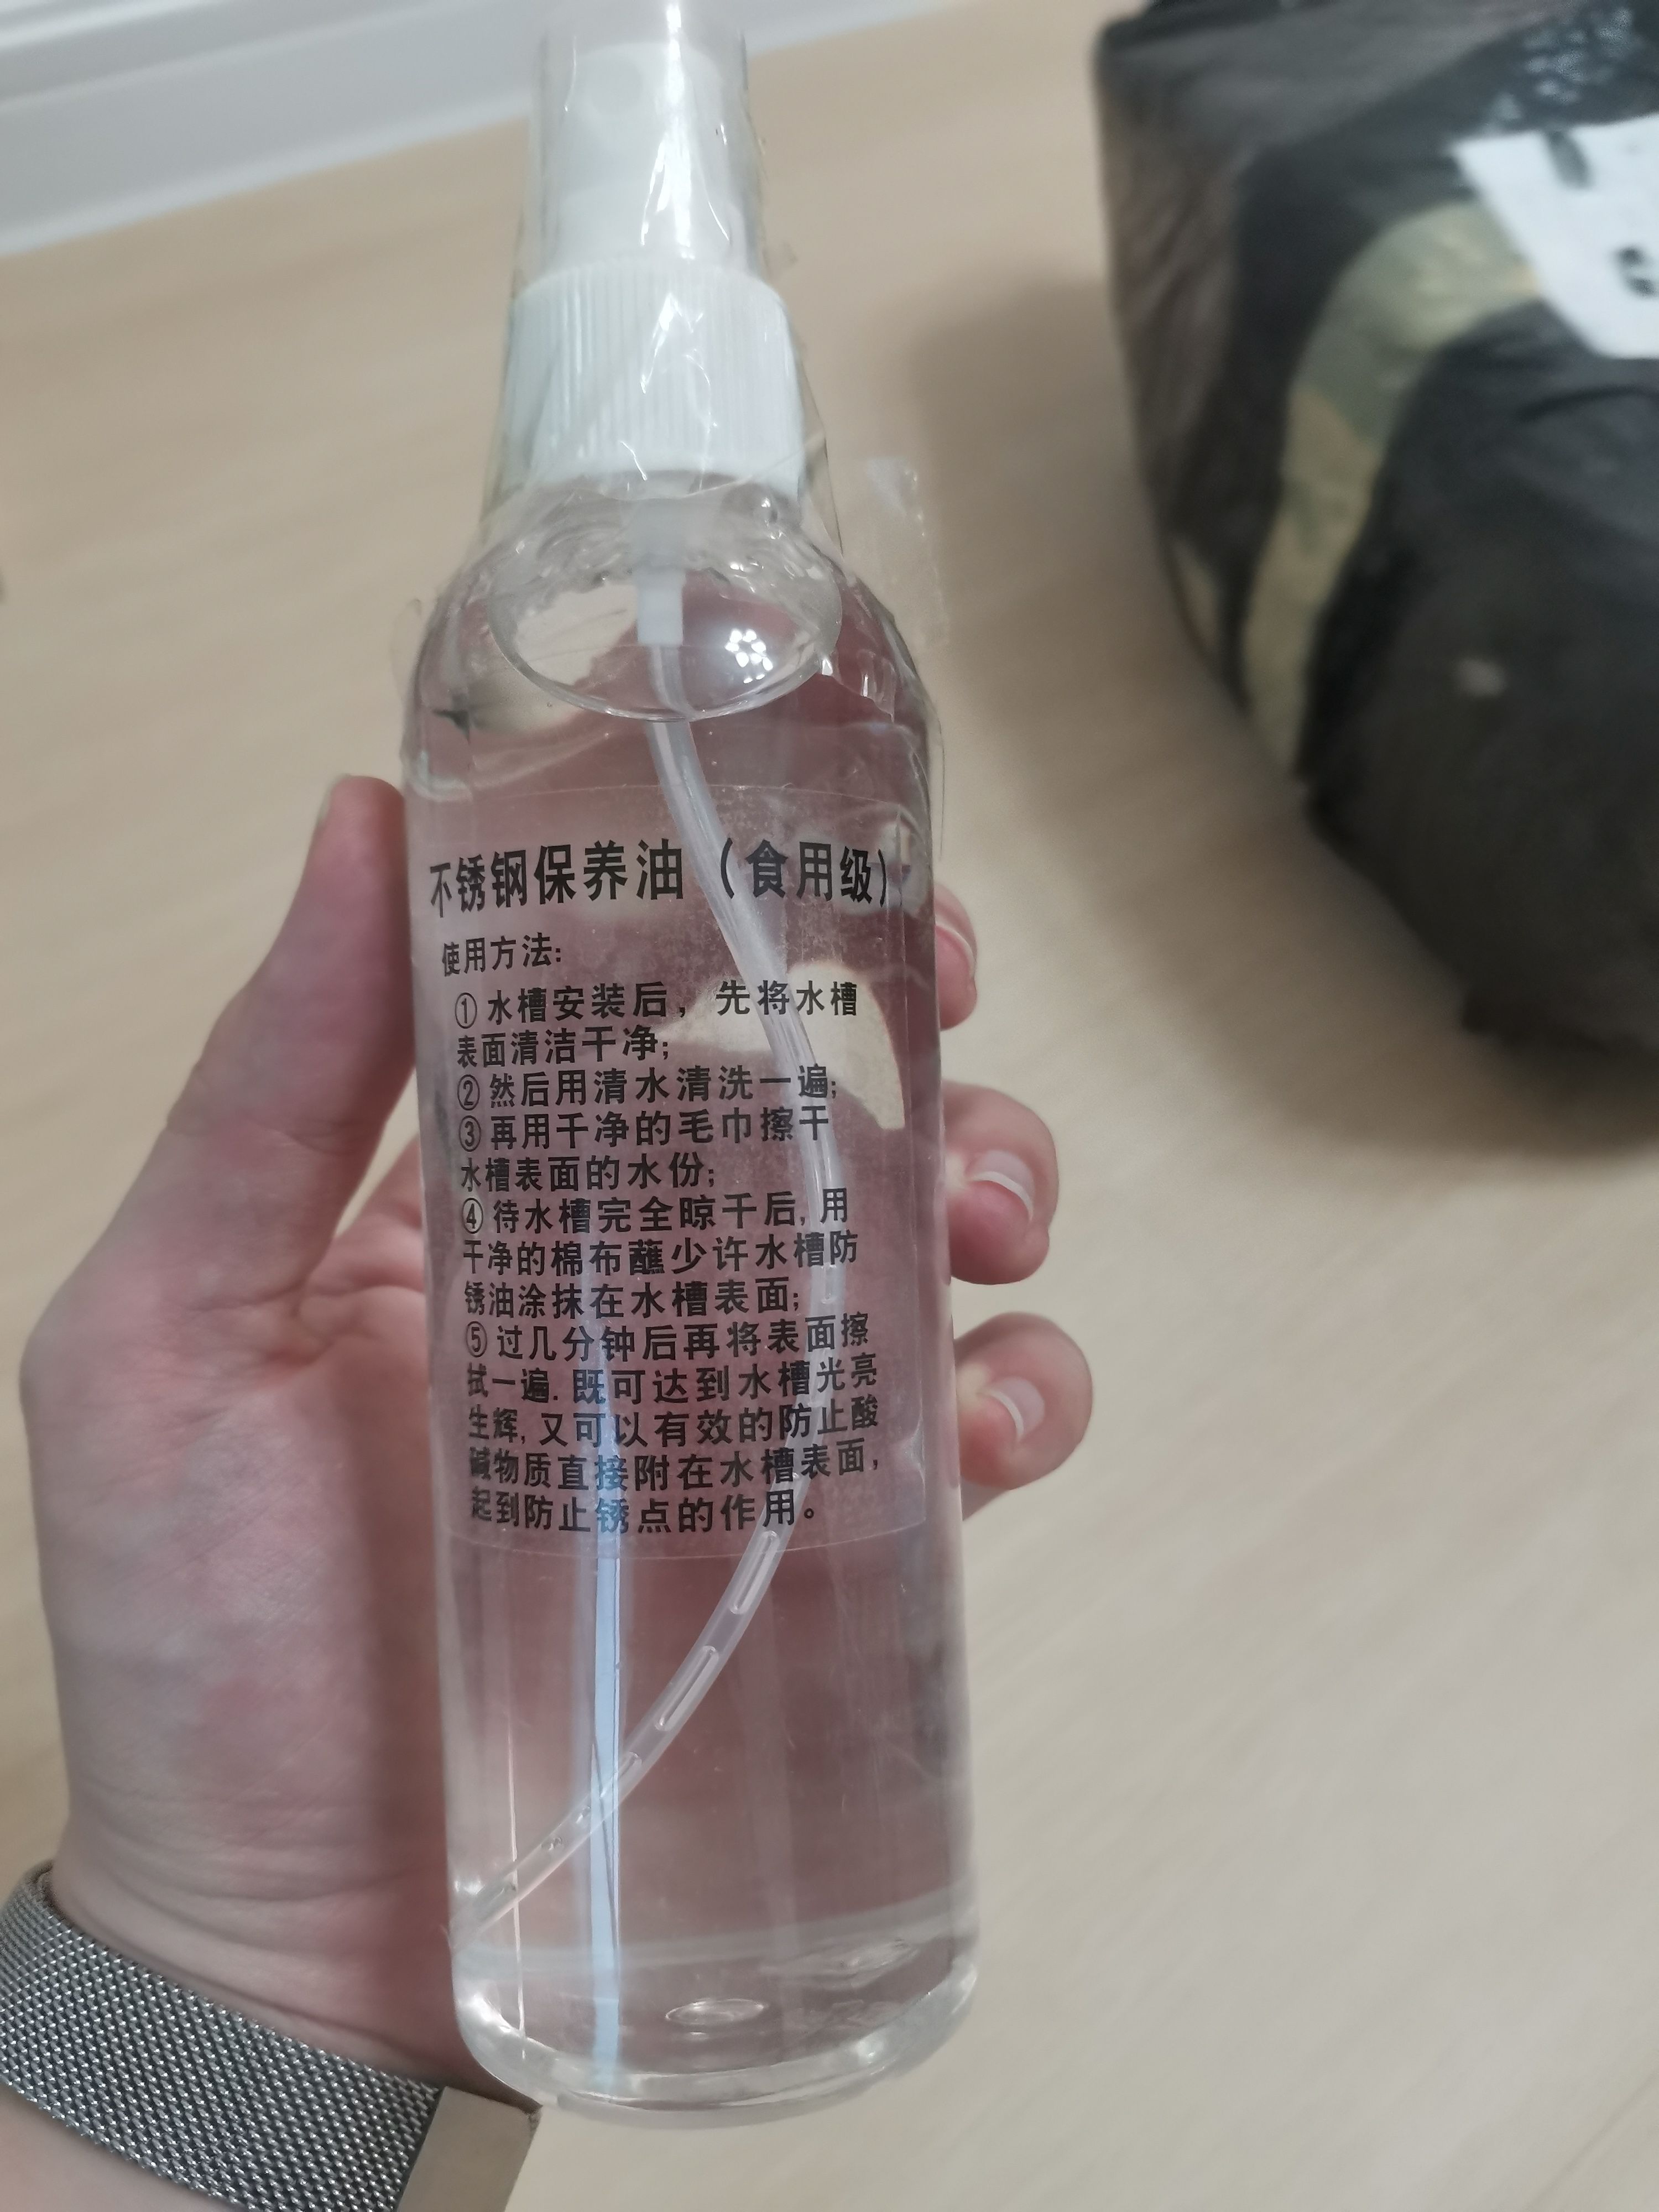 不锈钢保养油（食用级）
使用方法:
①水槽安装后，先将水槽
表面清洁干净;
②然后用清水清洗一遍;
③再用干净的毛巾擦干
水槽表面的水份;
④待水槽完全晾干后,用
干净的棉布蘸少许水槽防
锈油涂抹在水槽表面;
⑤过几分钟后再将表面擦
拭一遍.既可达到水槽光亮
生辉,又可以有效的防止酸
碱物质直接附在水槽表面,
起到防止锈点的作用。